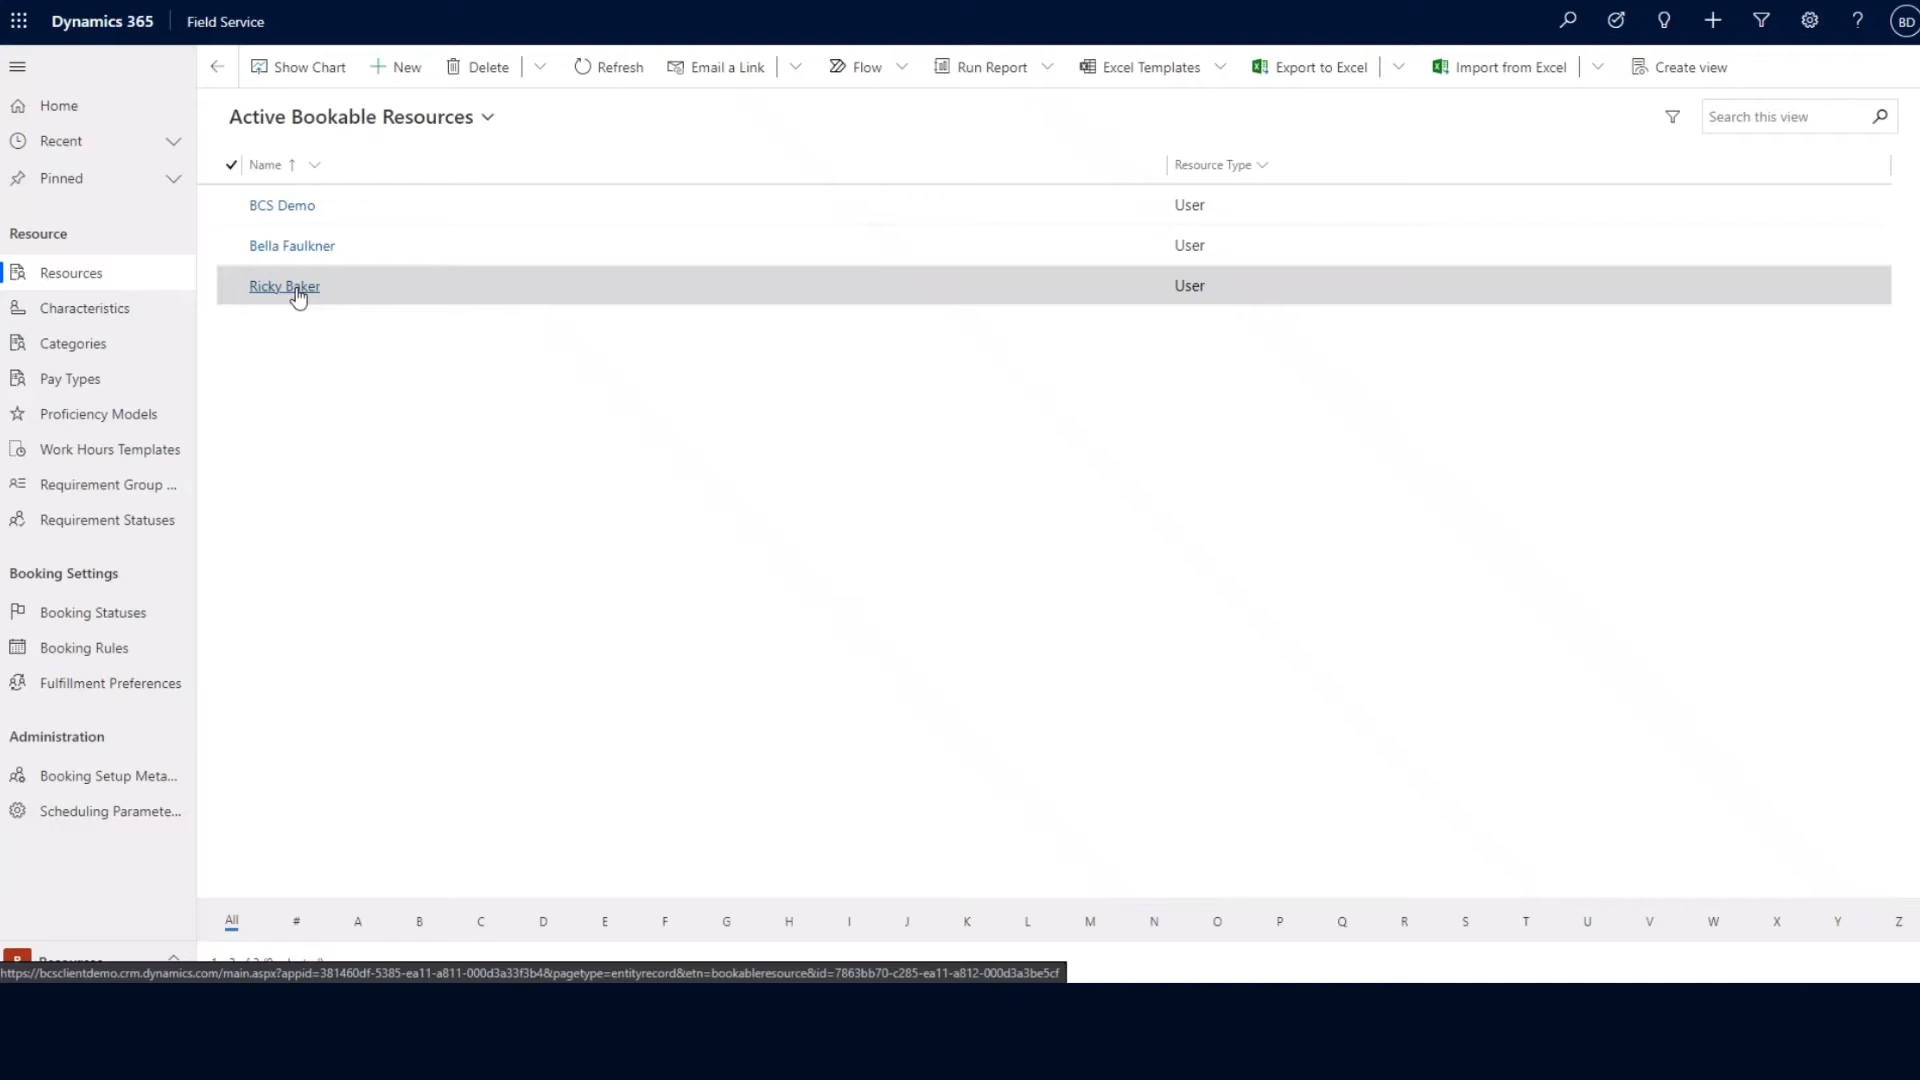 Dynamics 365
Field Service
BD
Show Chart
New
Delete
Refresh
Email a Link
Flow
Run Report
Excel Templates
Export to Excel
Import from Excel
Create view
Home
Recent
Pinned
Resource
Resources
Characteristics
Categories
Pay Types
Proficiency Models
Work Hours Templates
Requirement Group ...
Requirement Statuses
Booking Settings
Booking Statuses
Booking Rules
Fulfillment Preferences
Administration
Booking Setup Meta...
Scheduling Paramete...
Active Bookable Resources
Search this view
Name ↑
Resource Type
BCS Demo
User
Bella Faulkner
User
Ricky Baker
User
All # A B C D E F G H I J K L M N O P Q R S T U V W X Y Z
https://bcsclientdemo.crm.dynamics.com/main.aspx?appid=381460df-5385-ea11-a811-000d3a33f3b4&pagetype=entityrecord&etn=bookableresource&id=7863bb70-c285-ea11-a812-000d3a3be5cf